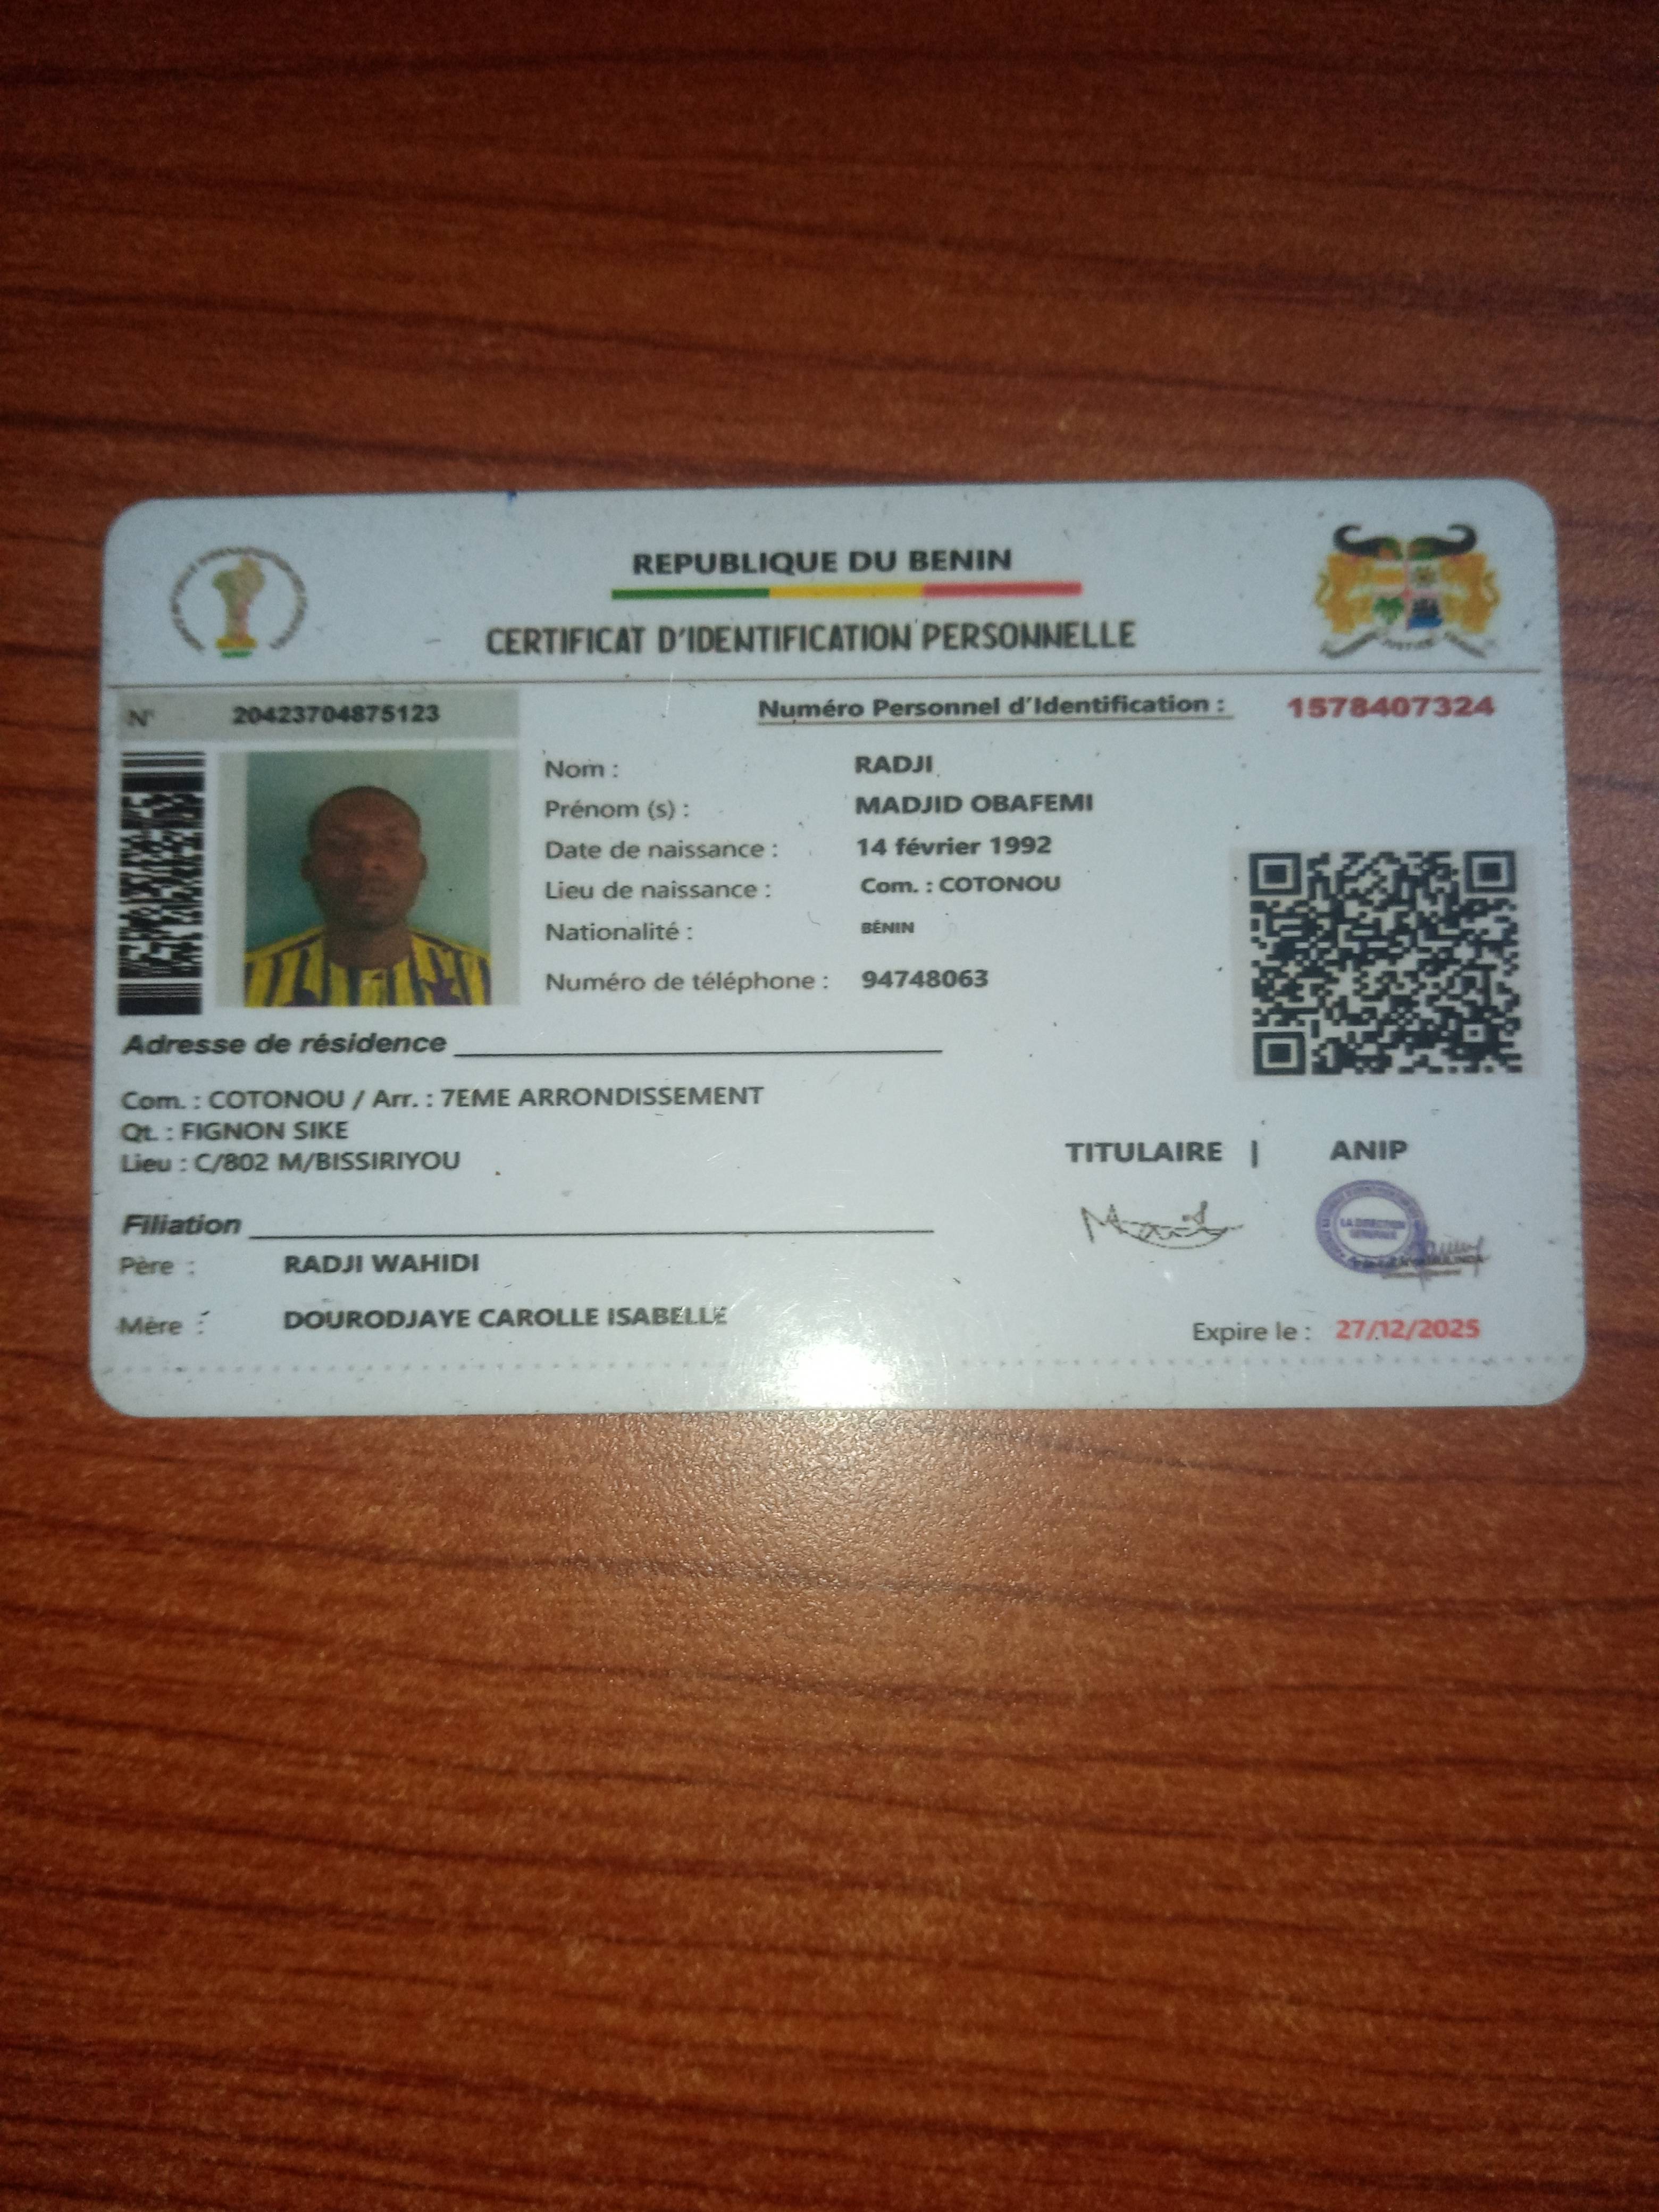 REPUBLIQUE DU BENIN
CERTIFICAT D'IDENTIFICATION PERSONNELLE
N° 20423704875123
Numéro Personnel d'Identification : 1578407324
Nom : RADJI
Prénom (s) : MADJID OBAFEMI
Date de naissance : 14 février 1992
Lieu de naissance : Com. : COTONOU
Nationalité : BÉNIN
Numéro de téléphone : 94748063
Adresse de résidence
Com. : COTONOU / Arr. : 7EME ARRONDISSEMENT
Qt. : FIGNON SIKE
Lieu : C/802 M/BISSIRIYOU
TITULAIRE | ANIP
LA DIRECTION
GENERALE
Filiation
Père : RADJI WAHIDI
Mère : DOURODJAYE CAROLLE ISABELLE
Expire le : 27/12/2025